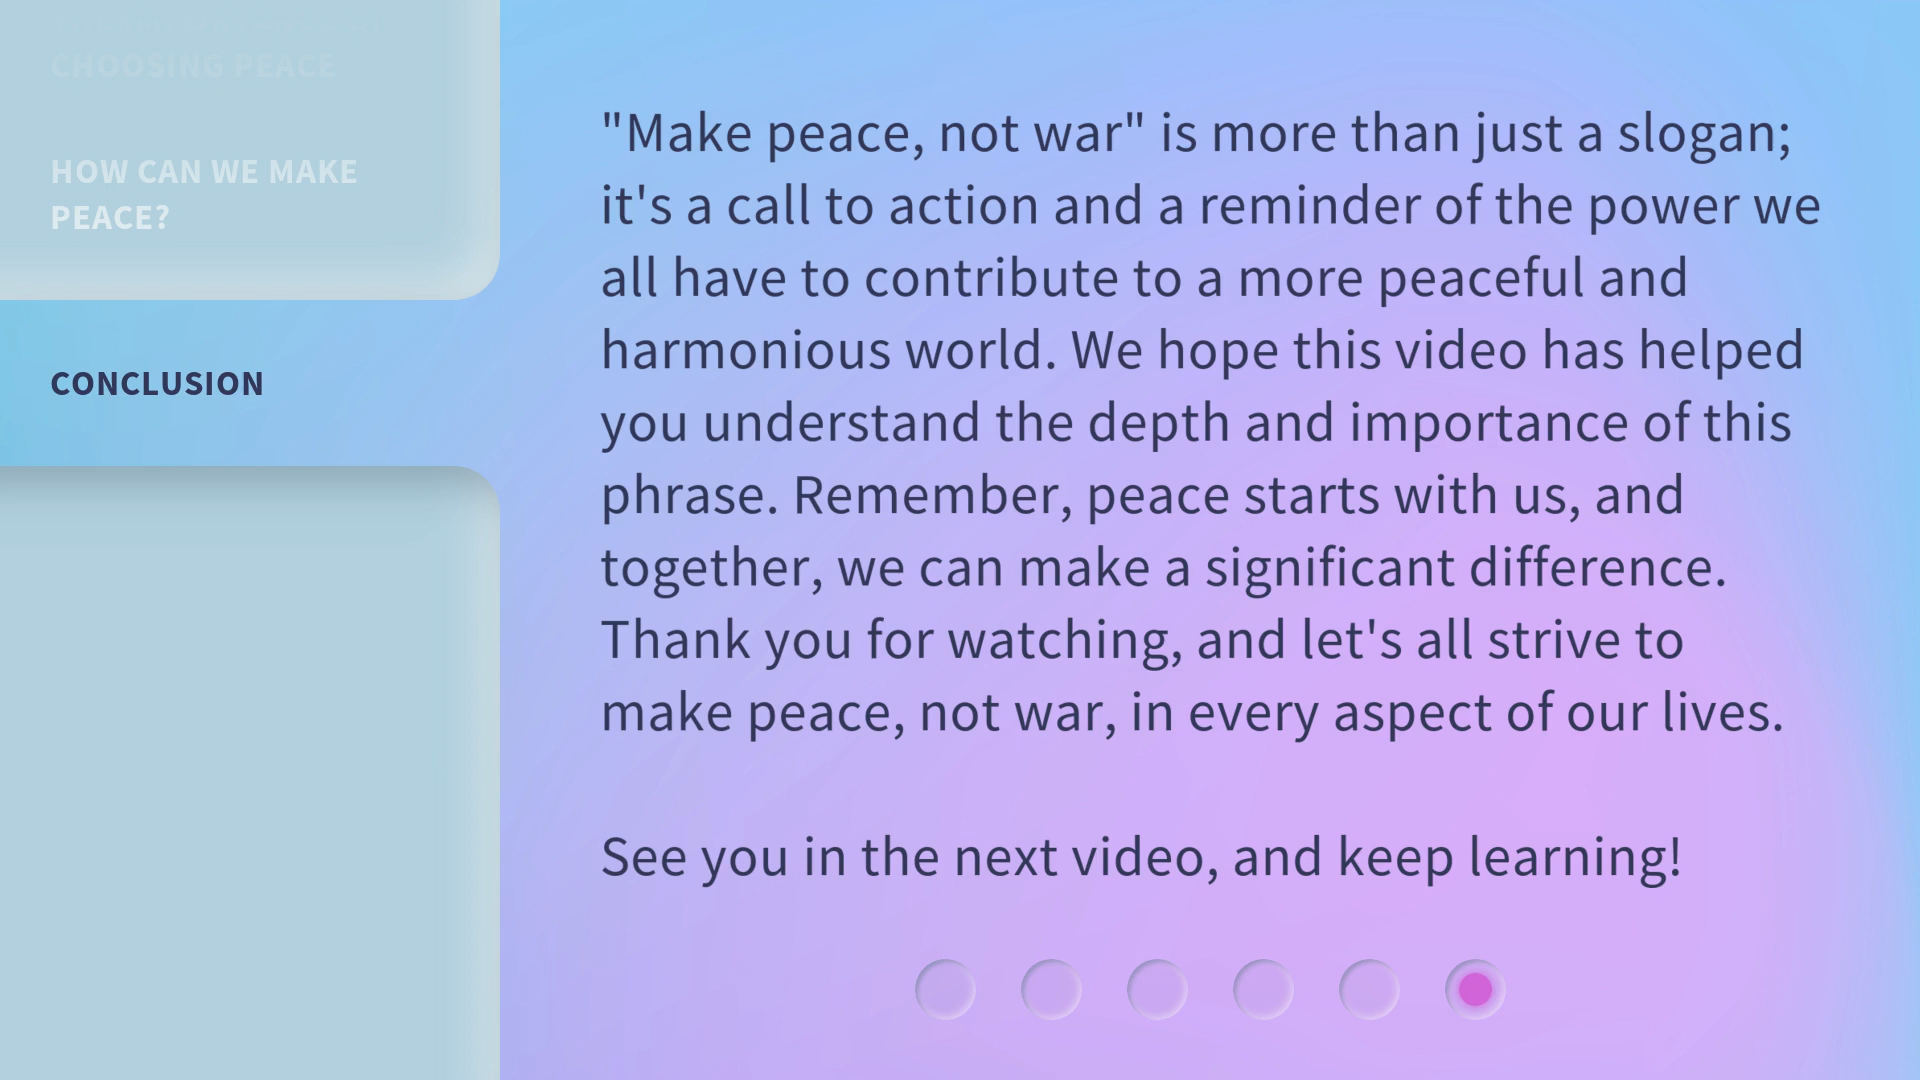 CHOOSING PEACE
HOW CAN WE MAKE
PEACE?
CONCLUSION
"Make peace, not war" is more than just a slogan;
it's a call to action and a reminder of the power we
all have to contribute to a more peaceful and
harmonious world. We hope this video has helped
you understand the depth and importance of this
phrase. Remember, peace starts with us, and
together, we can make a significant difference.
Thank you for watching, and let's all strive to
make peace, not war, in every aspect of our lives.
See you in the next video, and keep learning!